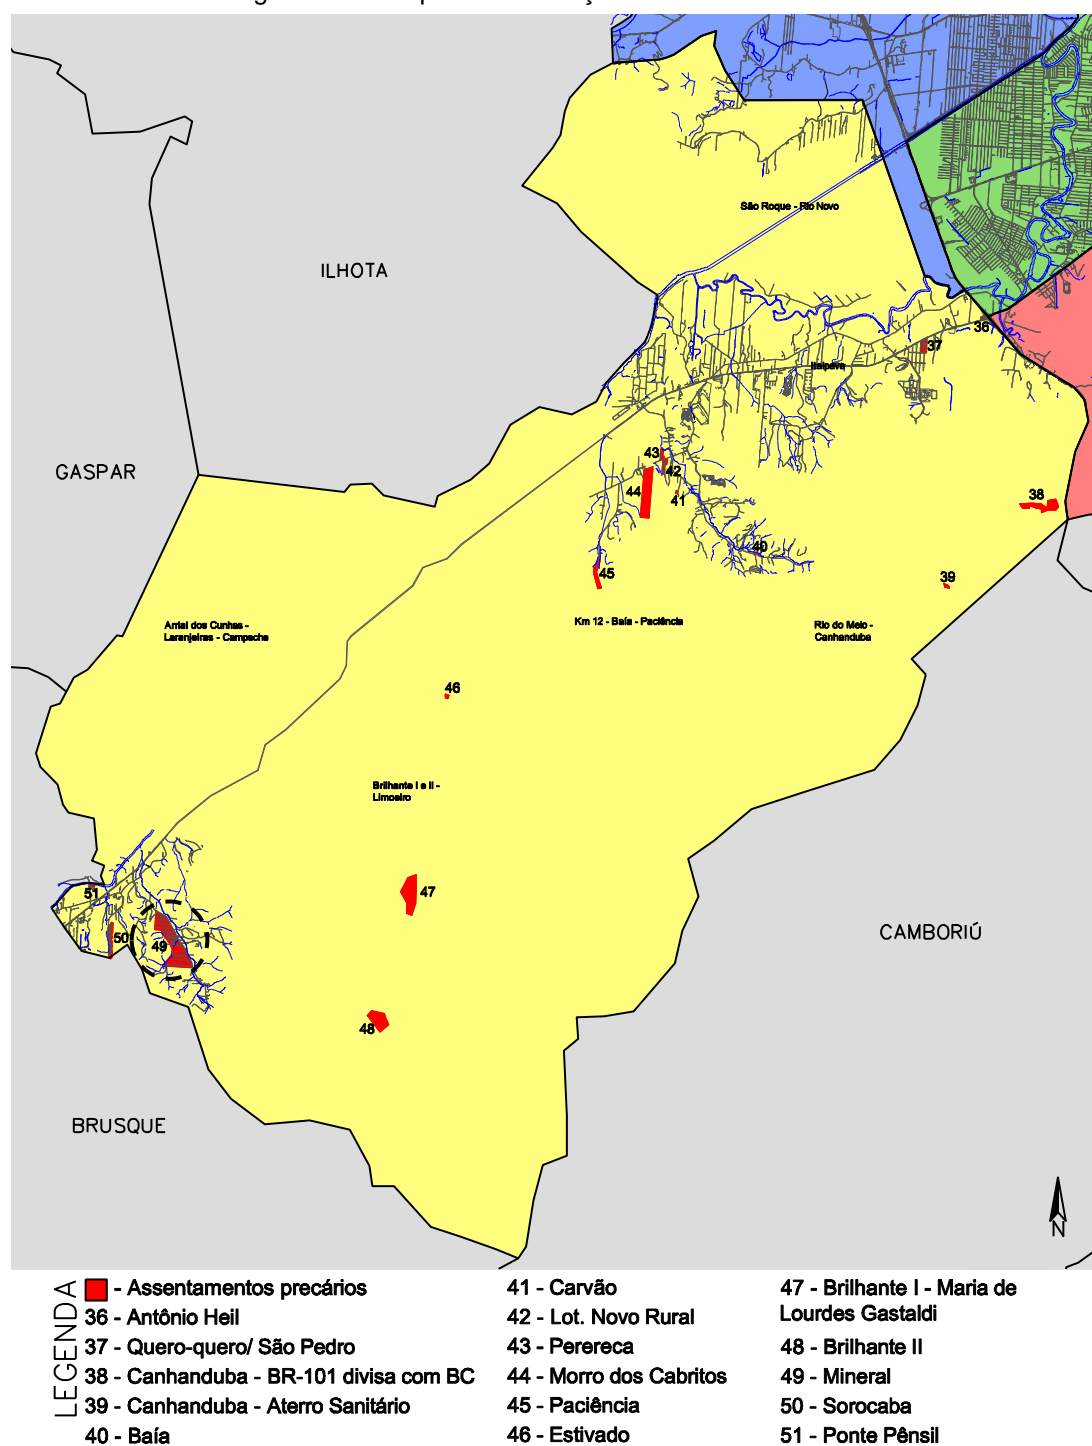 São Roque - Rio Novo
ILHOTA
36
37
Itaipava
GASPAR
43
42
44
41
38
40
45
39
Arrial dos Cunhas -
Laranjeiras - Campeche
Km 12 - Baía - Paciência
Rio do Meio -
Canhanduba
46
Brilhante I e II -
Limoeiro
51
47
50
49
CAMBORIÚ
48
BRUSQUE
N
LEGENDA
- Assentamentos precários
36 - Antônio Heil
37 - Quero-quero/ São Pedro
38 - Canhanduba - BR-101 divisa com BC
39 - Canhanduba - Aterro Sanitário
40 - Baía
41 - Carvão
42 - Lot. Novo Rural
43 - Perereca
44 - Morro dos Cabritos
45 - Paciência
46 - Estivado
47 - Brilhante I - Maria de
Lourdes Gastaldi
48 - Brilhante II
49 - Mineral
50 - Sorocaba
51 - Ponte Pênsil